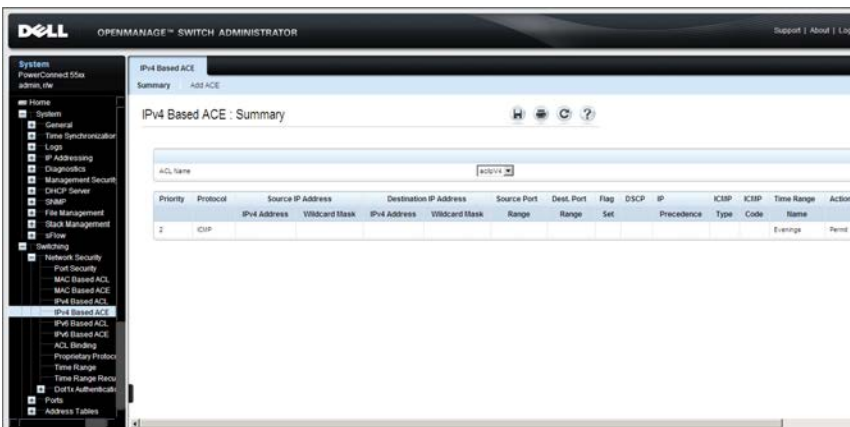 DELL OPENMANAGE™ SWITCH ADMINISTRATOR
Support | About | Log
System
PowerConnect 55xx
admin, r/w
Home
System
General
Time Synchronization
Logs
IP Addressing
Diagnostics
Management Securit
DHCP Server
SNMP
File Management
Stack Management
sFlow
Switching
Network Security
Port Security
MAC Based ACL
MAC Based ACE
IPv4 Based ACL
IPv4 Based ACE
IPv6 Based ACL
IPv6 Based ACE
ACL Binding
Proprietary Protoco
Time Range
Time Range Recu
Dot1x Authenticati
Ports
Address Tables
IPv4 Based ACE
Summary Add ACE
IPv4 Based ACE : Summary
ACL Name aclipV4
Priority Protocol Source IP Address Destination IP Address Source Port Dest. Port Flag DSCP IP ICMP ICMP Time Range Action
IPv4 Address Wildcard Mask IPv4 Address Wildcard Mask Range Range Set Precedence Type Code Name
2 ICMP Evenings Permit